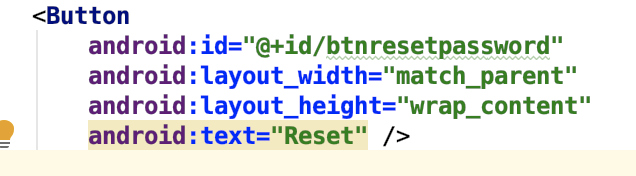 <Button
android:id="@+id/btnresetpassword"
android:layout_width="match_parent"
android:layout_height="wrap_content"
android:text="Reset" />